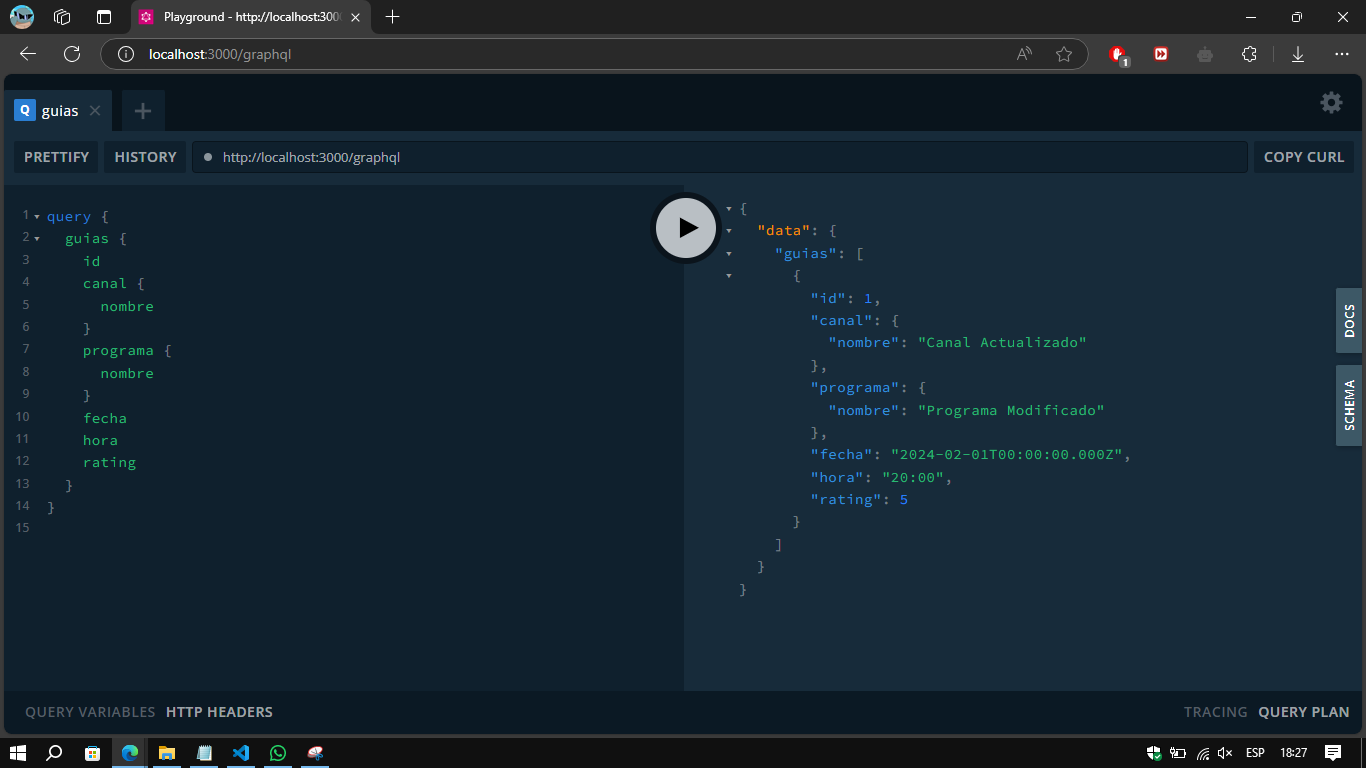 Playground - http://localhost:300
localhost:3000/graphql
1
Q guias
PRETTIFY HISTORY http://localhost:3000/graphql COPY CURL
1 query {
2 guias {
3 id
4 canal {
5 nombre
6 }
7 programa {
8 nombre
9 }
10 fecha
11 hora
12 rating
13 }
14 }
15
{
"data": {
"guias": [
{
"id": 1,
"canal": {
"nombre": "Canal Actualizado"
},
"programa": {
"nombre": "Programa Modificado"
},
"fecha": "2024-02-01T00:00:00.000Z",
"hora": "20:00",
"rating": 5
}
]
}
}
DOCS
SCHEMA
QUERY VARIABLES HTTP HEADERS
TRACING QUERY PLAN
ESP 18:27